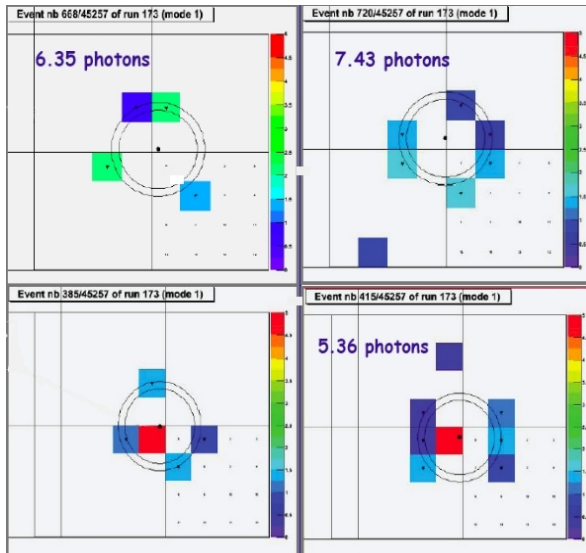 Event nb 668/45257 of run 173 (mode 1)
6.35 photons
Event nb 720/45257 of run 173 (mode 1)
7.43 photons
Event nb 385/45257 of run 173 (mode 1)
Event nb 415/45257 of run 173 (mode 1)
5.36 photons